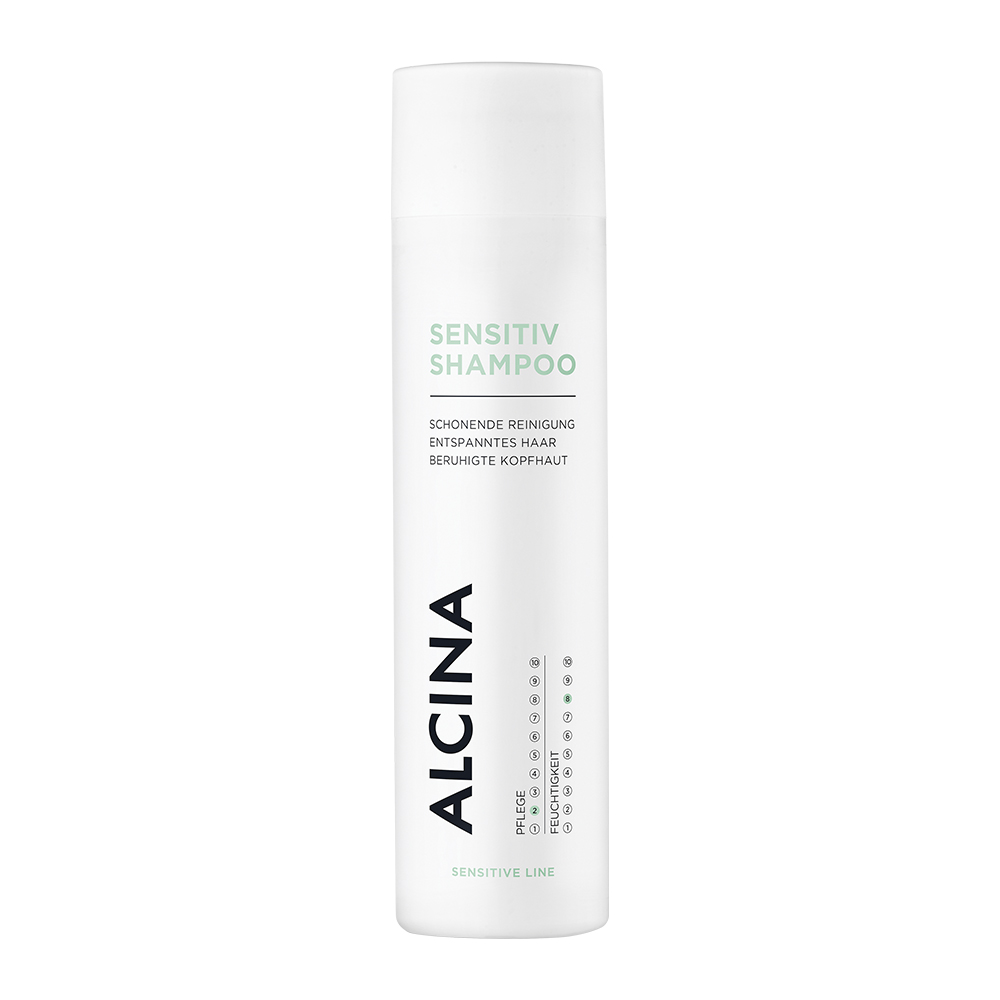 SENSITIV
SHAMPOO
SCHONENDE REINIGUNG
ENTSPANNTES HAAR
BERUHIGTE KOPFHAUT
ALCINA
PFLEGE
1 2 3 4 5 6 7 8 9 10
FEUCHTIGKEIT
1 2 3 4 5 6 7 8 9 10
SENSITIVE LINE